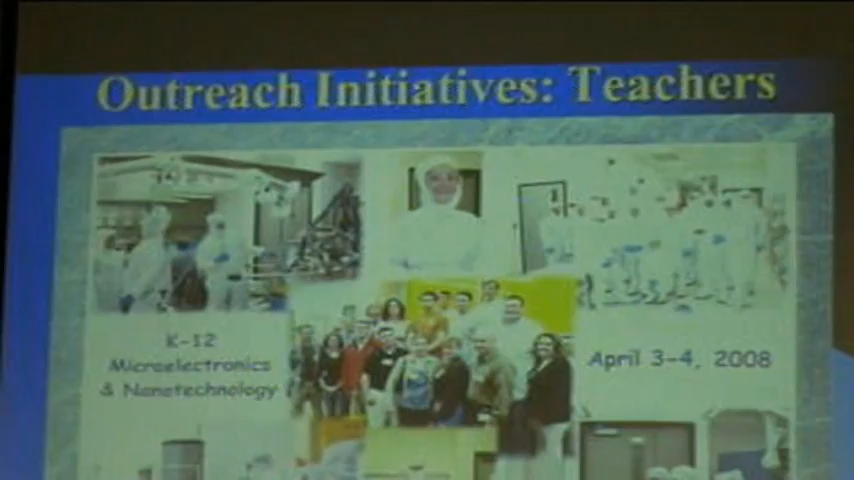 Outreach Initiatives: Teachers
K-12
Microelectronics
& Nanotechnology
April 3-4, 2008